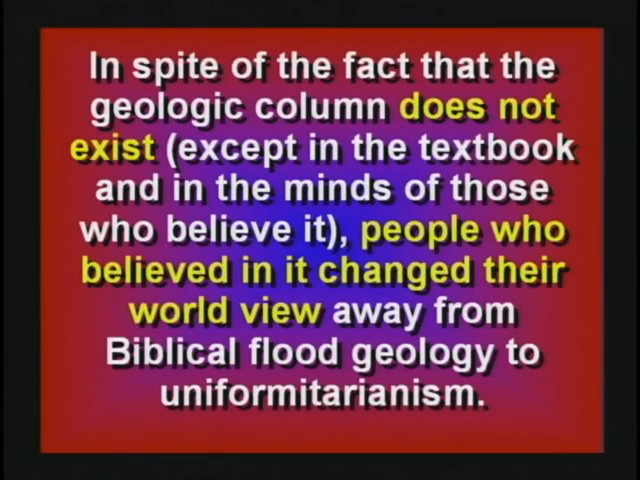 In spite of the fact that the
geologic column does not
exist (except in the textbook
and in the minds of those
who believe it), people who
believed in it changed their
world view away from
Biblical flood geology to
uniformitarianism.